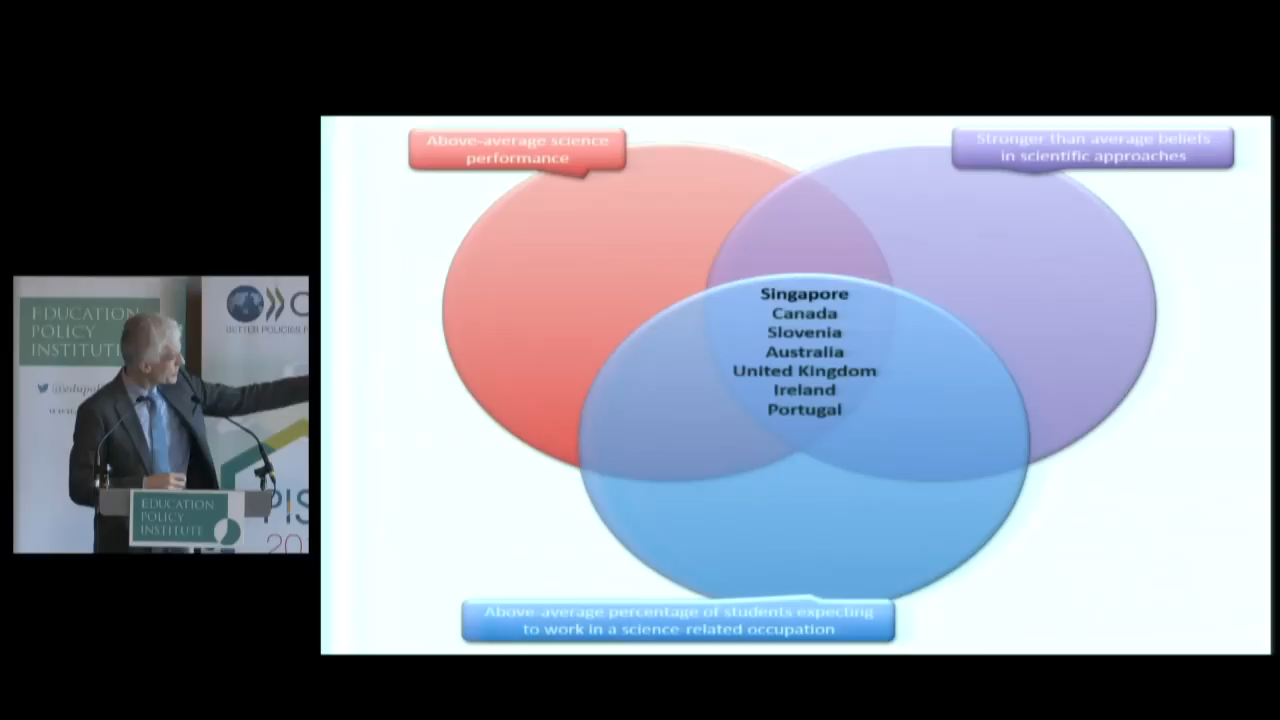 EDUCATION
POLICY
INSTITUTE
BETTER POLICIES
PIS
EDUCATION
POLICY
INSTITUTE
Above-average science
performance
Stronger than average beliefs
in scientific approaches
Singapore
Canada
Slovenia
Australia
United Kingdom
Ireland
Portugal
Above-average percentage of students expecting
to work in a science-related occupation